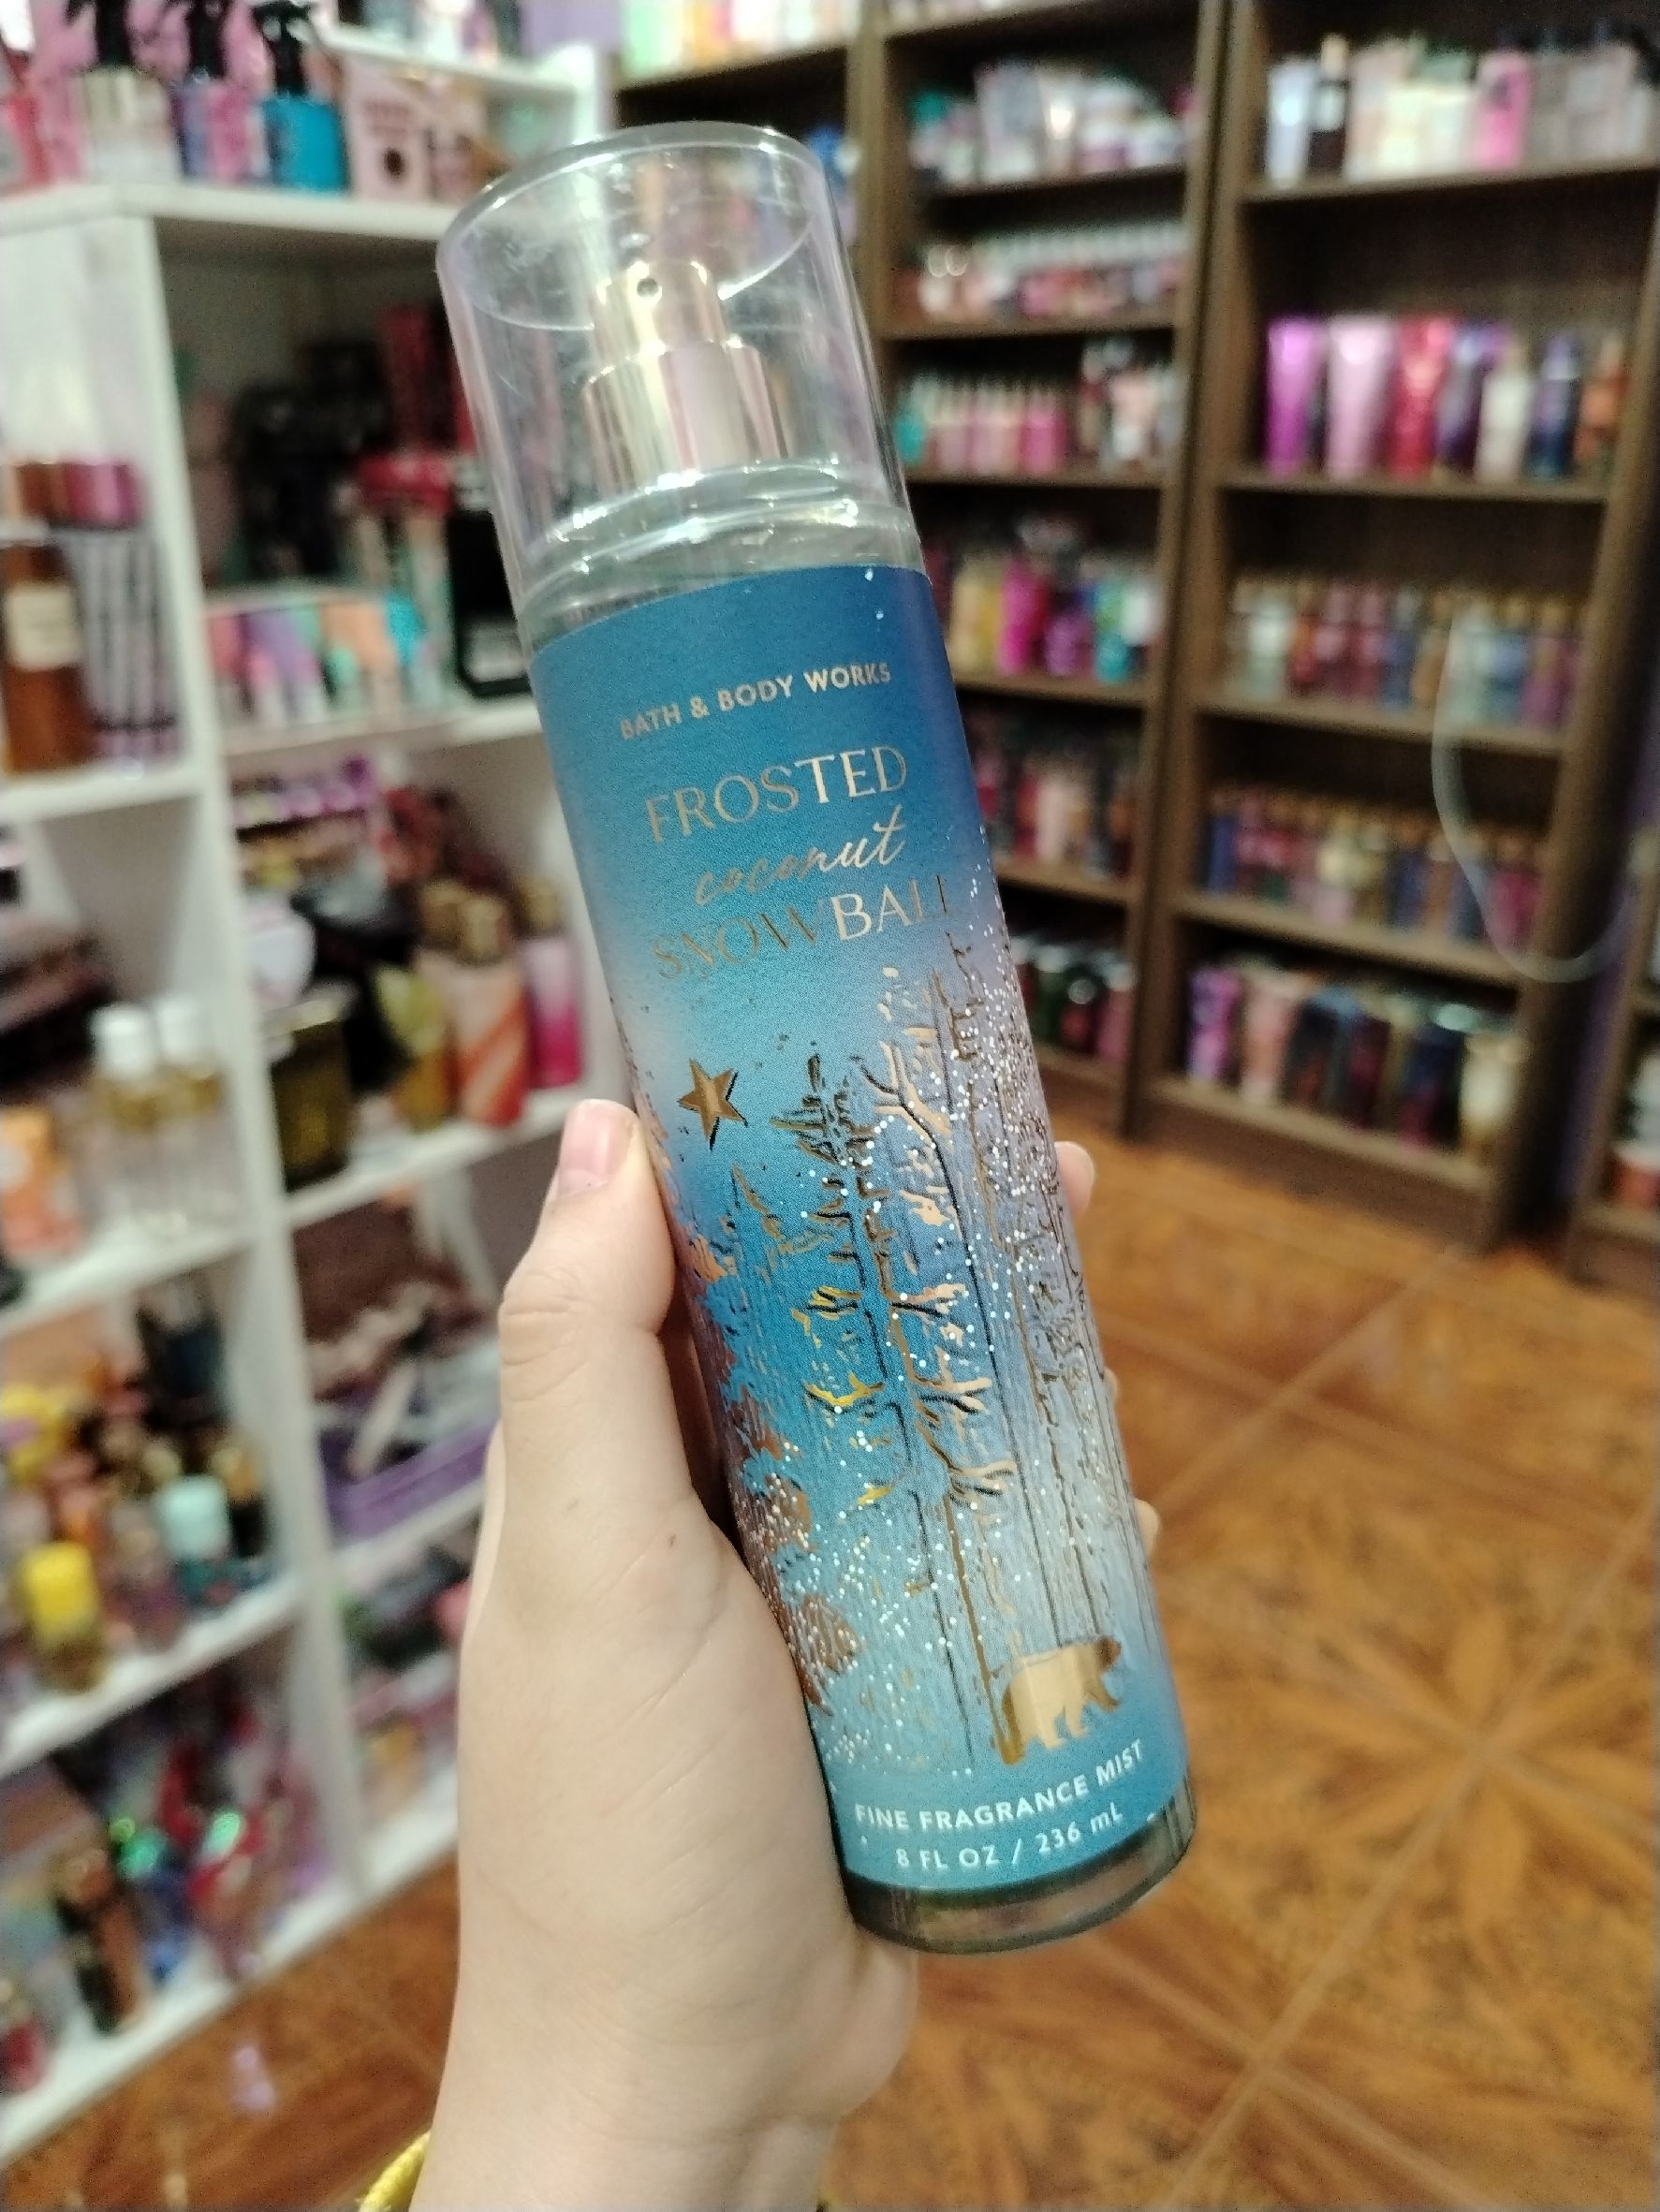 BATH & BODY WORKS
FROSTED
coconut
SNOWBALL
FINE FRAGRANCE MIST
8 FL OZ / 236 mL